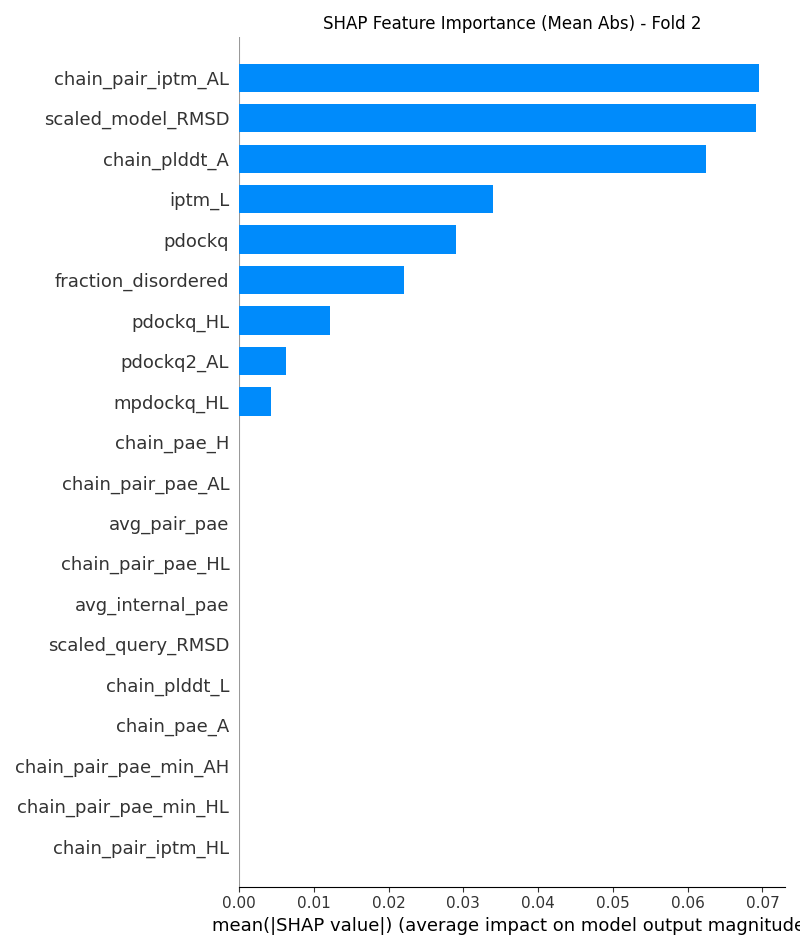 SHAP Feature Importance (Mean Abs) - Fold 2
chain_pair_iptm_AL
scaled_model_RMSD
chain_plddt_A
iptm_L
pdockq
fraction_disordered
pdockq_HL
pdockq2_AL
mpdockq_HL
chain_pae_H
chain_pair_pae_AL
avg_pair_pae
chain_pair_pae_HL
avg_internal_pae
scaled_query_RMSD
chain_plddt_L
chain_pae_A
chain_pair_pae_min_AH
chain_pair_pae_min_HL
chain_pair_iptm_HL
0.00 0.01 0.02 0.03 0.04 0.05 0.06 0.07
mean(|SHAP value|) (average impact on model output magnitude